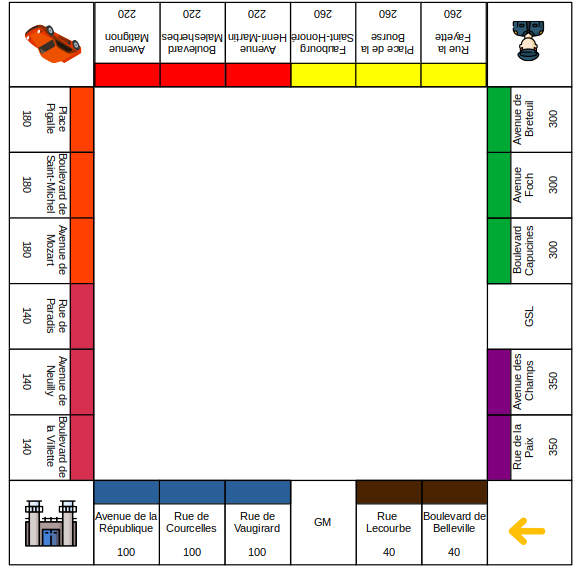 220
220
220
260
260
260
Avenue
Matignon
Boulevard
Malesherbes
Avenue
Henri-Martin
Faubourg
Saint-Honoré
Place de la
Bourse
Rue la
Fayette
Place
Pigalle
180
Boulevard de
Saint-Michel
180
Avenue de
Mozart
180
Rue de
Paradis
140
Avenue de
Neuilly
140
Boulevard de
la Villette
140
Avenue de
Breteuil
300
Avenue
Foch
300
Boulevard
Capucines
300
GSL
Avenue des
Champs
350
Rue de la
Paix
350
Avenue de la
République
100
Rue de
Courcelles
100
Rue de
Vaugirard
100
GM
Rue
Lecourbe
40
Boulevard de
Belleville
40